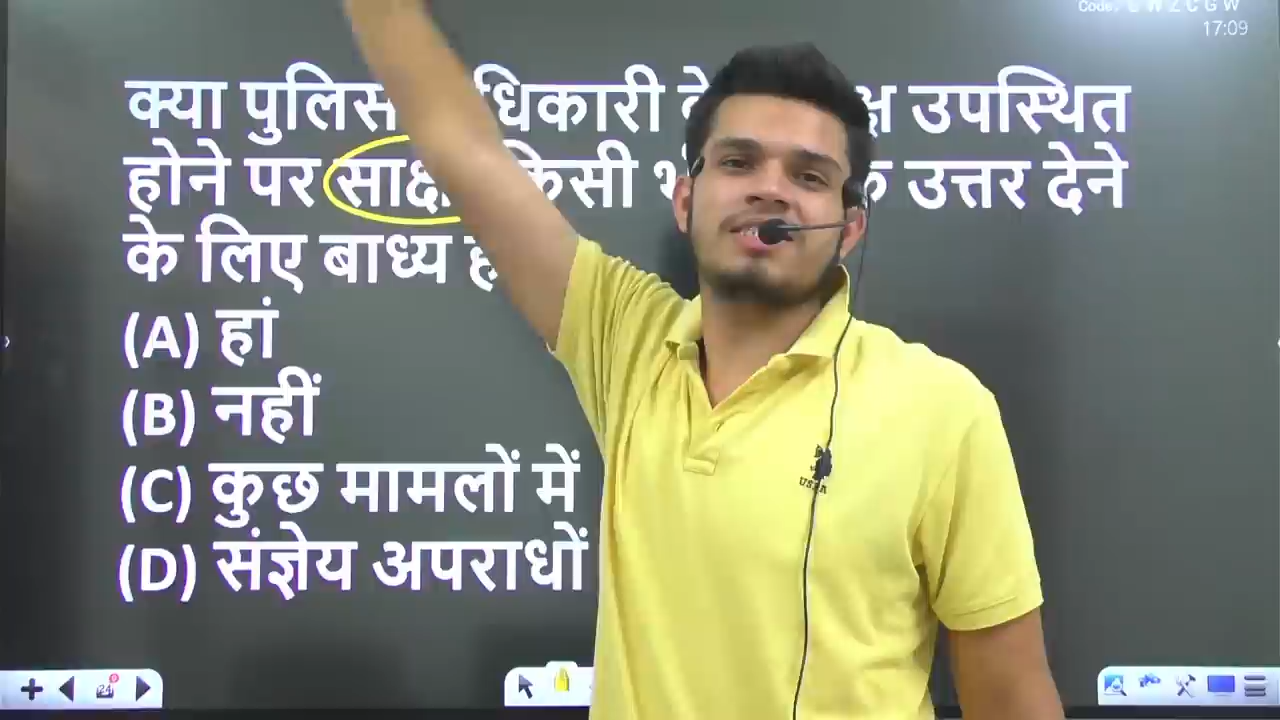 17:09
क्या पुलिस उपस्थित
होने पर उत्तर देने
के लिए बाध्य
(A) हां
(B) नहीं
(C) कुछ मामलों में
(D) संज्ञेय अपराधों